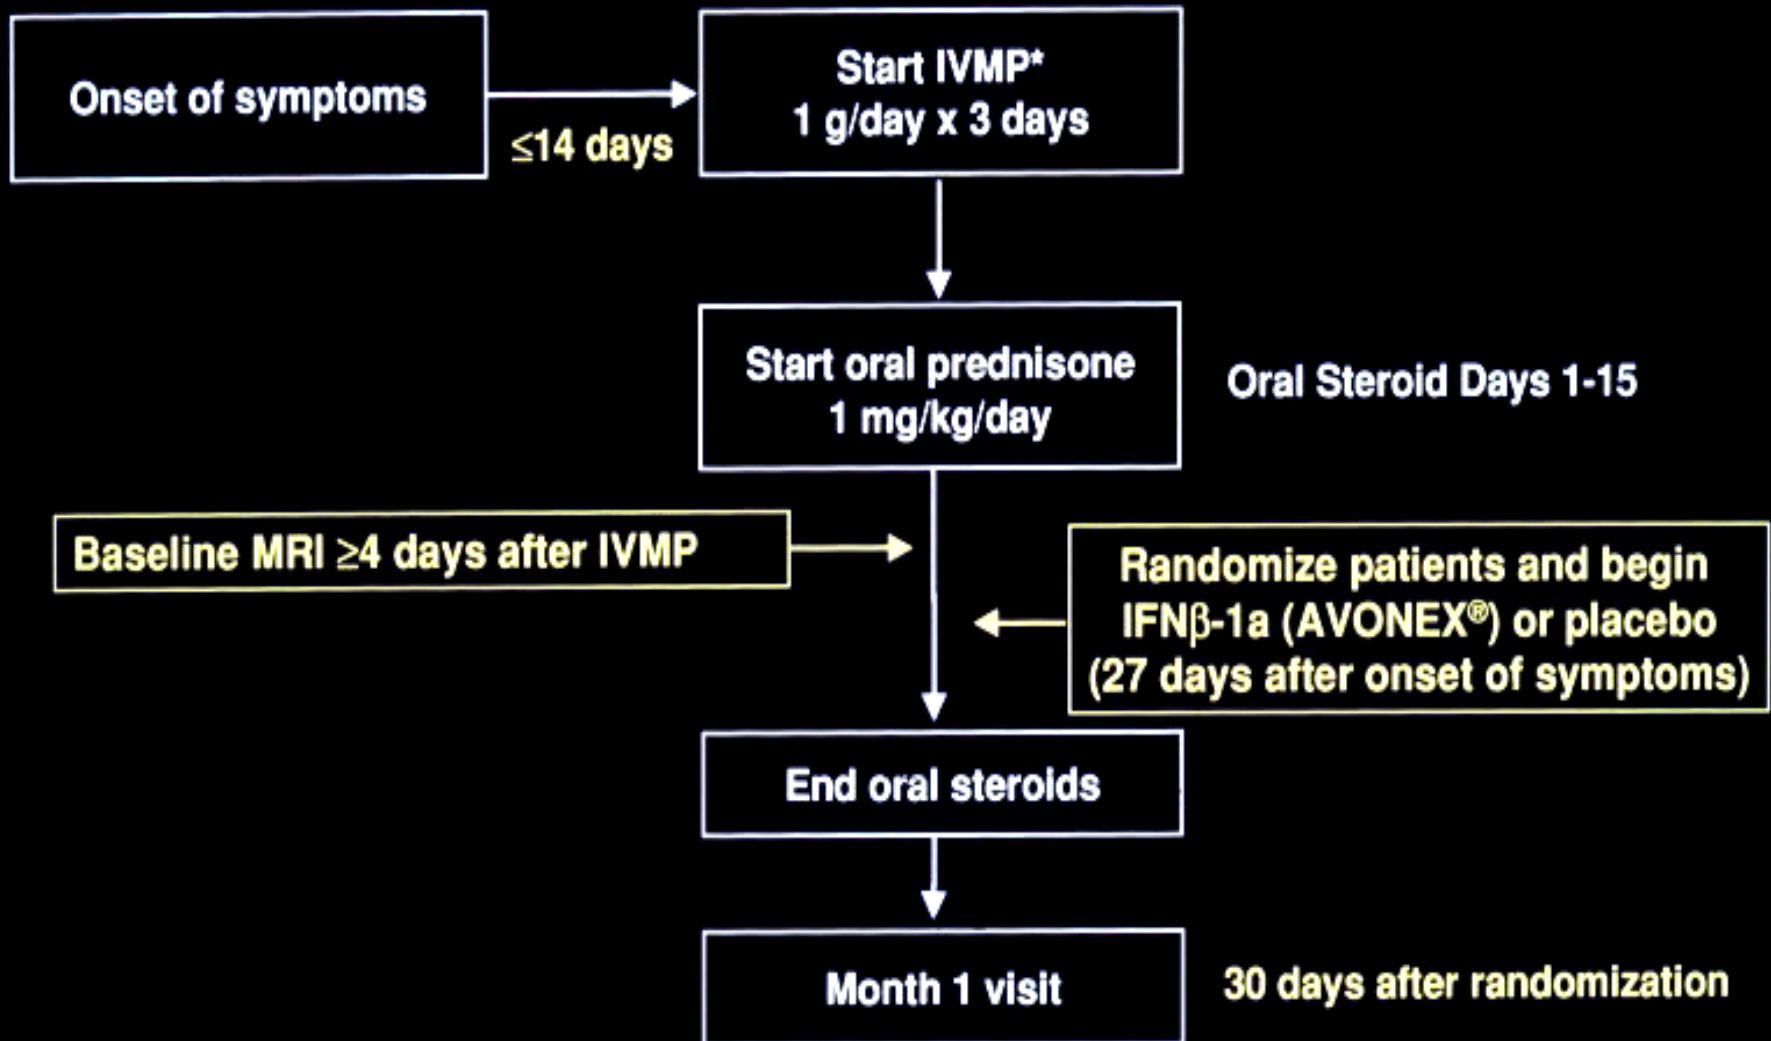 Onset of symptoms
≤14 days
Start IVMP*
1 g/day x 3 days
Start oral prednisone
1 mg/kg/day
Oral Steroid Days 1-15
Baseline MRI ≥4 days after IVMP
Randomize patients and begin
IFNβ-1a (AVONEX®) or placebo
(27 days after onset of symptoms)
End oral steroids
Month 1 visit
30 days after randomization